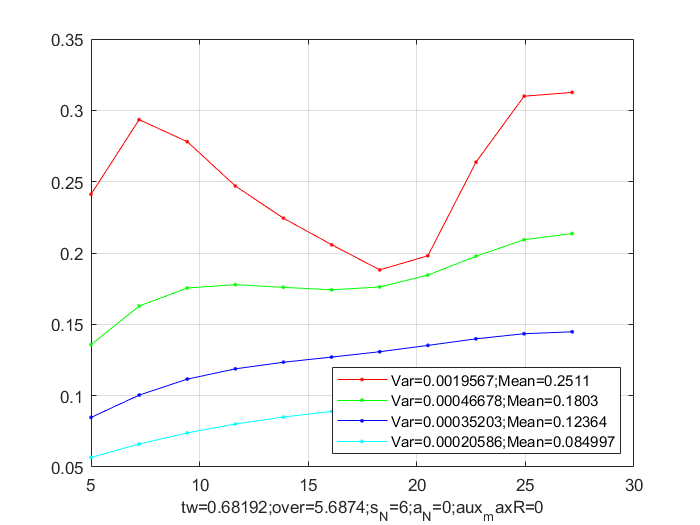 0.35
0.3
0.25
0.2
0.15
0.1
0.05
5
10
15
20
25
30
Var=0.0019567;Mean=0.2511
Var=0.00046678;Mean=0.1803
Var=0.00035203;Mean=0.12364
Var=0.00020586;Mean=0.084997
tw=0.68192;over=5.6874;s_N=6;a_N=0;aux_maxR=0